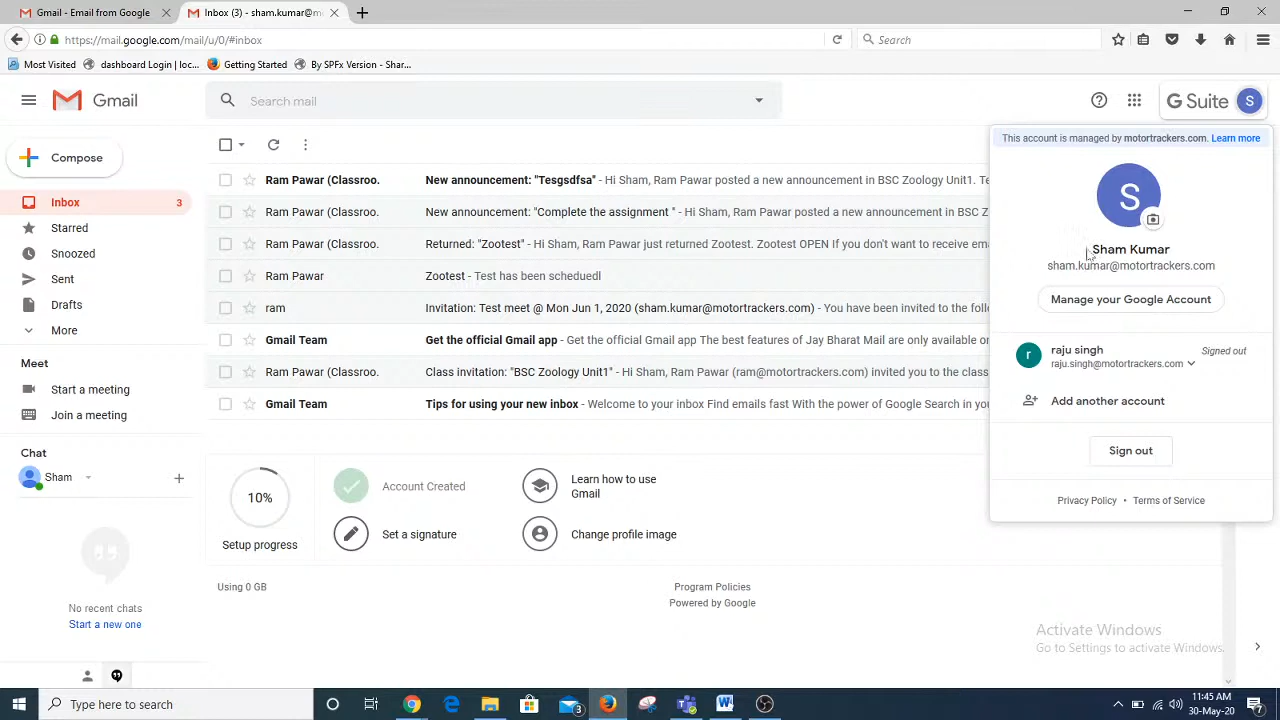 Gmail - Email from Google
Inbox (3) - sham.kumar@mo
https://mail.google.com/mail/u/0/#inbox
Search
Most Visited
dashboard Login | loc...
Getting Started
By SPFx Version - Shar...
Gmail
Search mail
G Suite
S
This account is managed by motortrackers.com. Learn more
Compose
Inbox
3
Starred
Snoozed
Sent
Drafts
More
Meet
Start a meeting
Join a meeting
Chat
Sham
No recent chats
Start a new one
Ram Pawar (Classroo.
New announcement: "Tesgsdfsa" - Hi Sham, Ram Pawar posted a new announcement in BSC Zoology Unit1. Te
Ram Pawar (Classroo.
New announcement: "Complete the assignment " - Hi Sham, Ram Pawar posted a new announcement in BSC Z
Ram Pawar (Classroo.
Returned: "Zootest" - Hi Sham, Ram Pawar just returned Zootest. Zootest OPEN If you don't want to receive ema
Ram Pawar
Zootest - Test has been schedued|
ram
Invitation: Test meet @ Mon Jun 1, 2020 (sham.kumar@motortrackers.com) - You have been invited to the follo
Gmail Team
Get the official Gmail app - Get the official Gmail app The best features of Jay Bharat Mail are only available on
Ram Pawar (Classroo.
Class invitation: "BSC Zoology Unit1" - Hi Sham, Ram Pawar (ram@motortrackers.com) invited you to the class
Gmail Team
Tips for using your new inbox - Welcome to your inbox Find emails fast With the power of Google Search in you
10%
Setup progress
Account Created
Set a signature
Learn how to use
Gmail
Change profile image
Using 0 GB
Program Policies
Powered by Google
S
Sham Kumar
sham.kumar@motortrackers.com
Manage your Google Account
r
raju singh
Signed out
raju.singh@motortrackers.com
Add another account
Sign out
Privacy Policy • Terms of Service
Activate Windows
Go to Settings to activate Windows.
Type here to search
3
11:45 AM
30-May-20
7